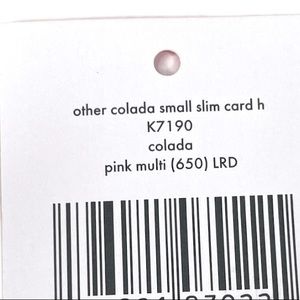 other colada small slim card h
K7190
colada
pink multi (650) LRD